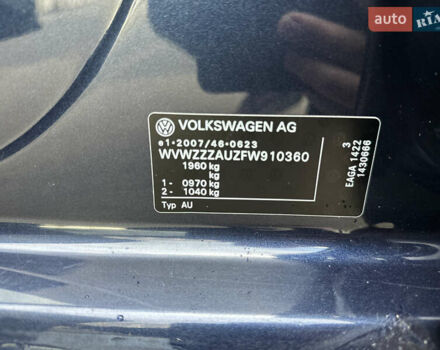 auto RIA
VOLKSWAGEN AG
e1*2007/46*0623
WVWZZZAUZFW910360
1960 kg
kg
1 - 0970 kg
2 - 1040 kg
Typ AU
3
EAGA 1422
1430666